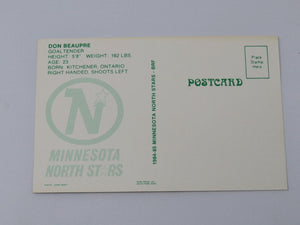 DON BEAUPRE
GOALTENDER
HEIGHT: 5'8" WEIGHT: 162 LBS
AGE: 23
BORN: KITCHENER, ONTARIO
RIGHT HANDED, SHOOTS LEFT
N
MINNESOTA
NORTH STARS
1984-85 MINNESOTA NORTH STARS - BRF
POSTCARD
Place
Stamp
Here